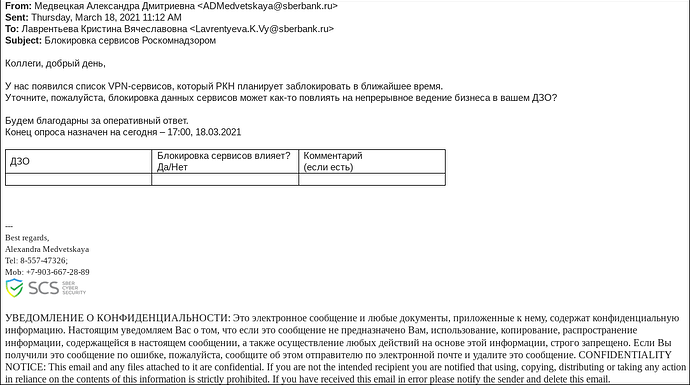 From: Медвецкая Александра Дмитриевна <ADMedvetskaya@sberbank.ru>
Sent: Thursday, March 18, 2021 11:12 AM
To: Лаврентьева Кристина Вячеславовна <Lavrentyeva.K.Vy@sberbank.ru>
Subject: Блокировка сервисов Роскомнадзором
Коллеги, добрый день,
У нас появился список VPN-сервисов, который РКН планирует заблокировать в ближайшее время.
Уточните, пожалуйста, блокировка данных сервисов может как-то повлиять на непрерывное ведение бизнеса в вашем ДЗО?
Будем благодарны за оперативный ответ.
Конец опроса назначен на сегодня – 17:00, 18.03.2021
ДЗО
Блокировка сервисов влияет?
Да/Нет
Комментарий
(если есть)
---
Best regards,
Alexandra Medvetskaya
Tel: 8-557-47326;
Mob: +7-903-667-28-89
SCS SBER
CYBER
SECURITY
УВЕДОМЛЕНИЕ О КОНФИДЕНЦИАЛЬНОСТИ: Это электронное сообщение и любые документы, приложенные к нему, содержат конфиденциальную
информацию. Настоящим уведомляем Вас о том, что если это сообщение не предназначено Вам, использование, копирование, распространение
информации, содержащейся в настоящем сообщении, а также осуществление любых действий на основе этой информации, строго запрещено. Если Вы
получили это сообщение по ошибке, пожалуйста, сообщите об этом отправителю по электронной почте и удалите это сообщение. CONFIDENTIALITY
NOTICE: This email and any files attached to it are confidential. If you are not the intended recipient you are notified that using, copying, distributing or taking any action
in reliance on the contents of this information is strictly prohibited. If you have received this email in error please notify the sender and delete this email.